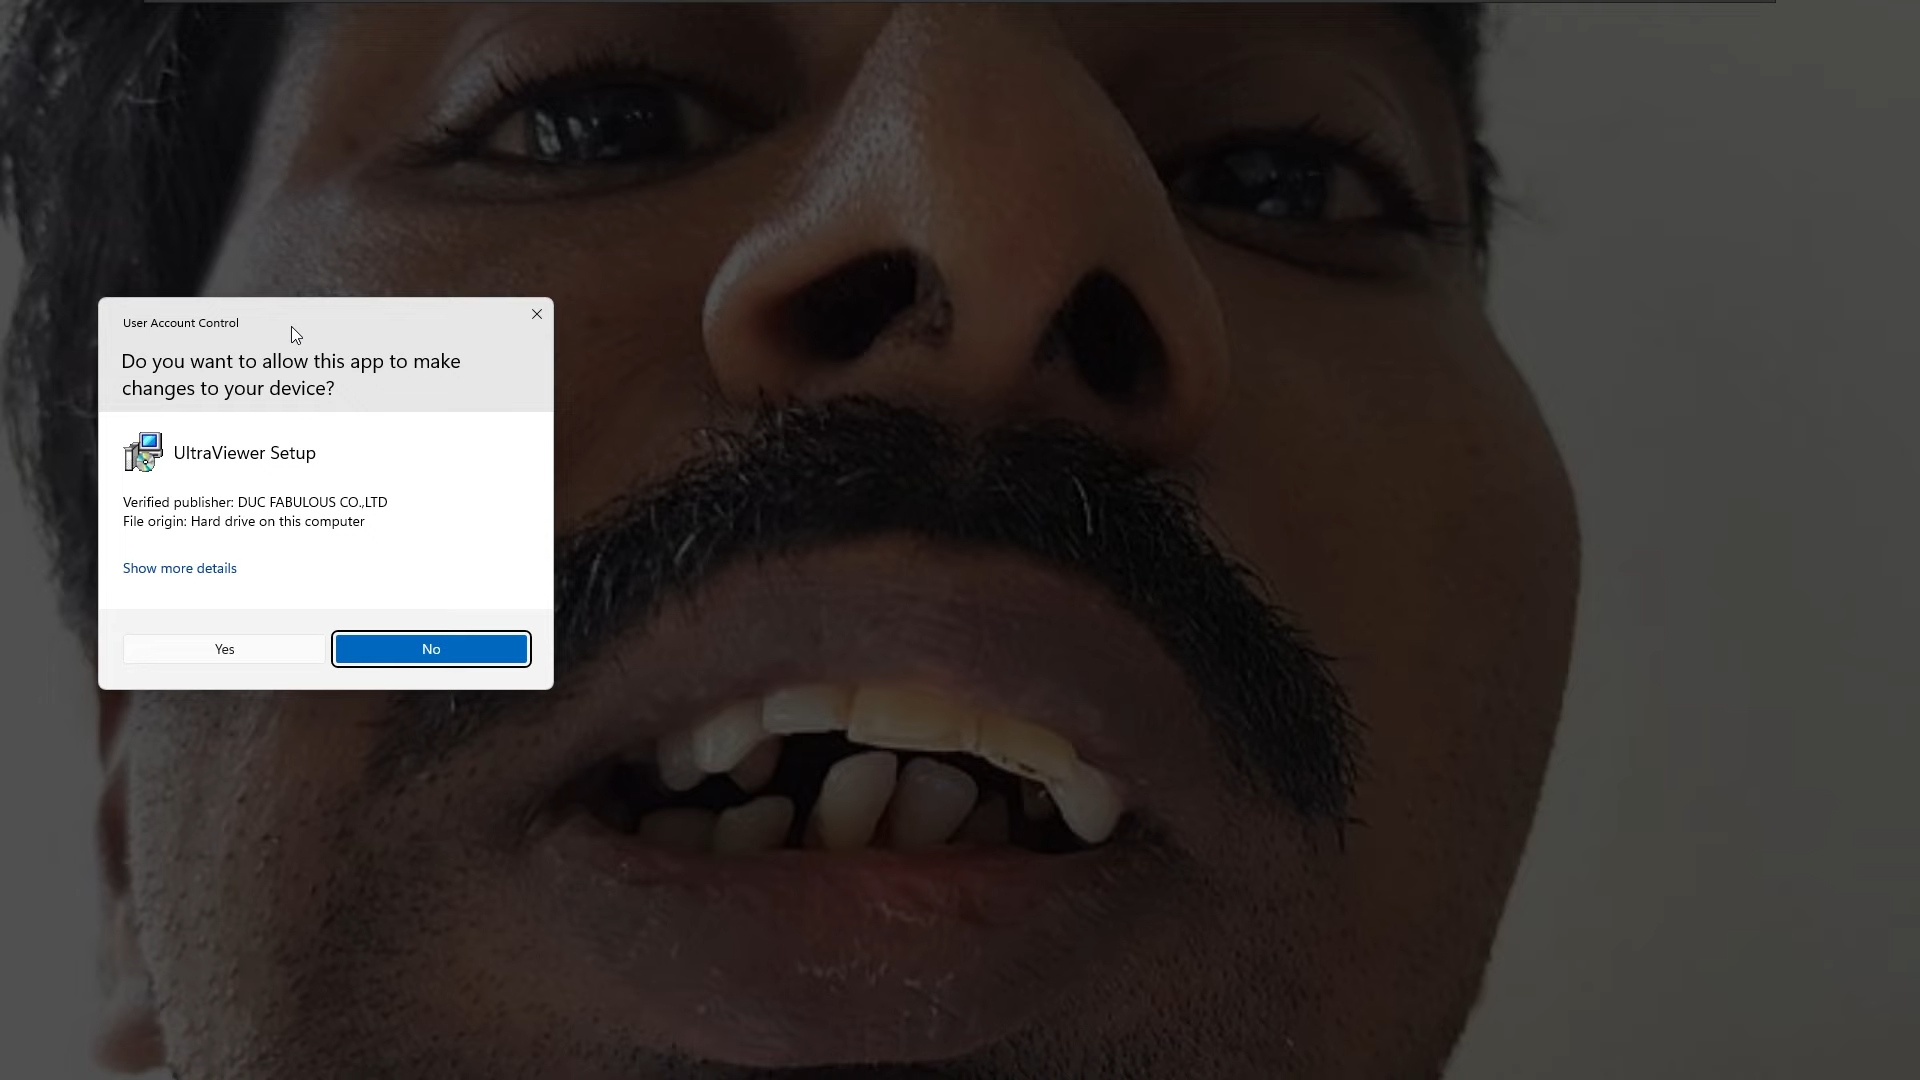 User Account Control
Do you want to allow this app to make
changes to your device?
UltraViewer Setup
Verified publisher: DUC FABULOUS CO.,LTD
File origin: Hard drive on this computer
Show more details
Yes
No